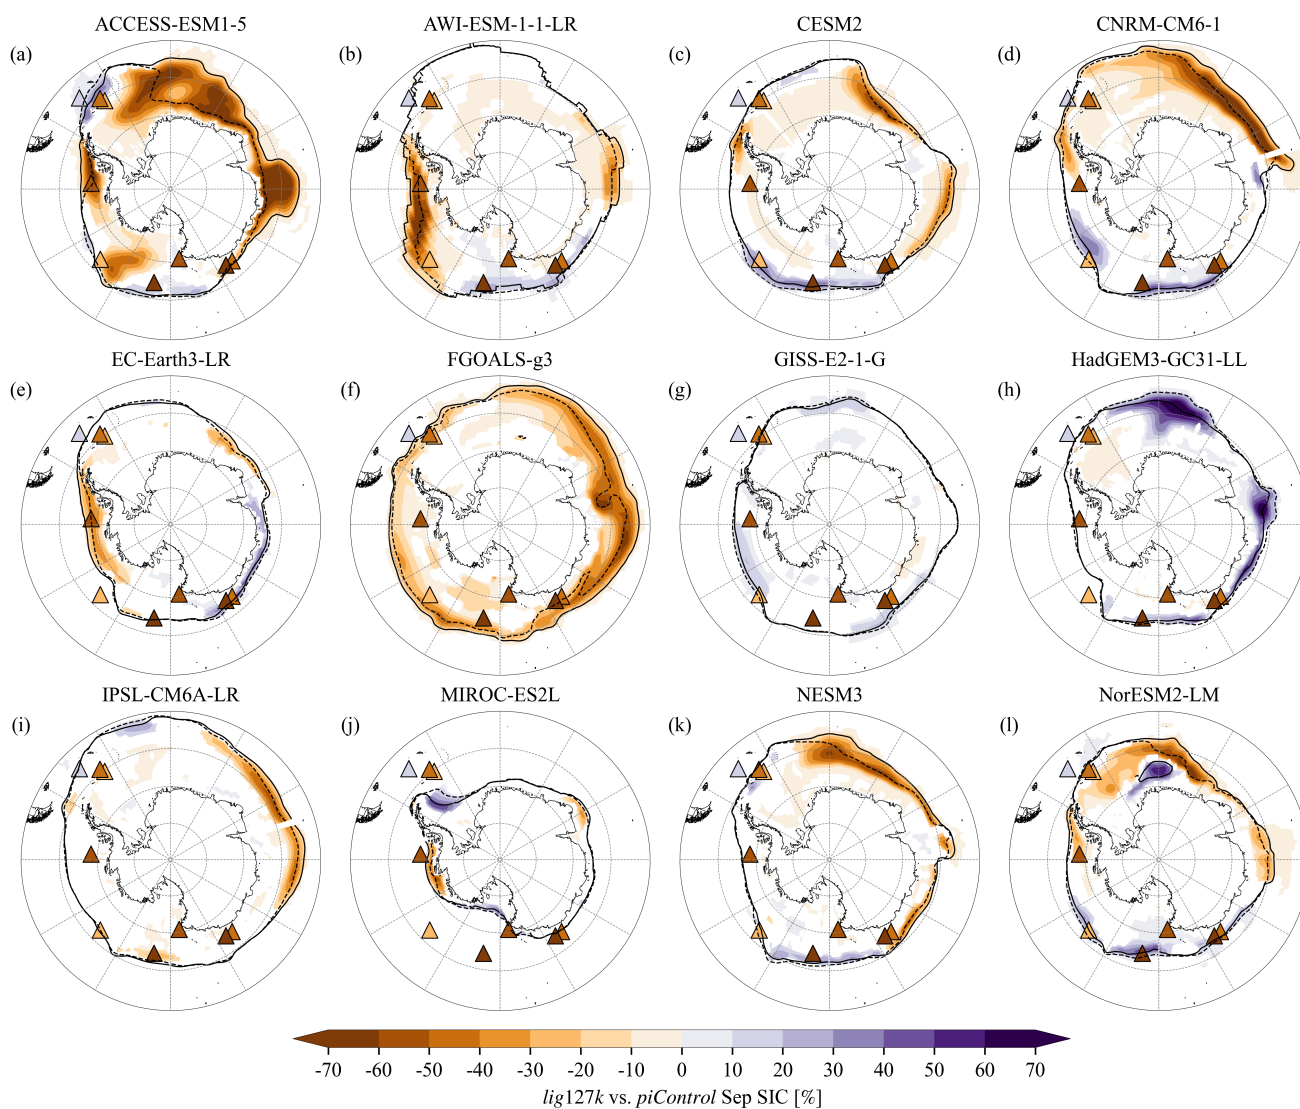 ACCESS-ESM1-5 AWI-ESM-1-1-LR CESM2 CNRM-CM6-1
(a) (b) (c) (d)
EC-Earth3-LR FGOALS-g3 GISS-E2-1-G HadGEM3-GC31-LL
(e) (f) (g) (h)
IPSL-CM6A-LR MIROC-ES2L NESM3 NorESM2-LM
(i) (j) (k) (l)
-70 -60 -50 -40 -30 -20 -10 0 10 20 30 40 50 60 70
lig127k vs. piControl Sep SIC [%]